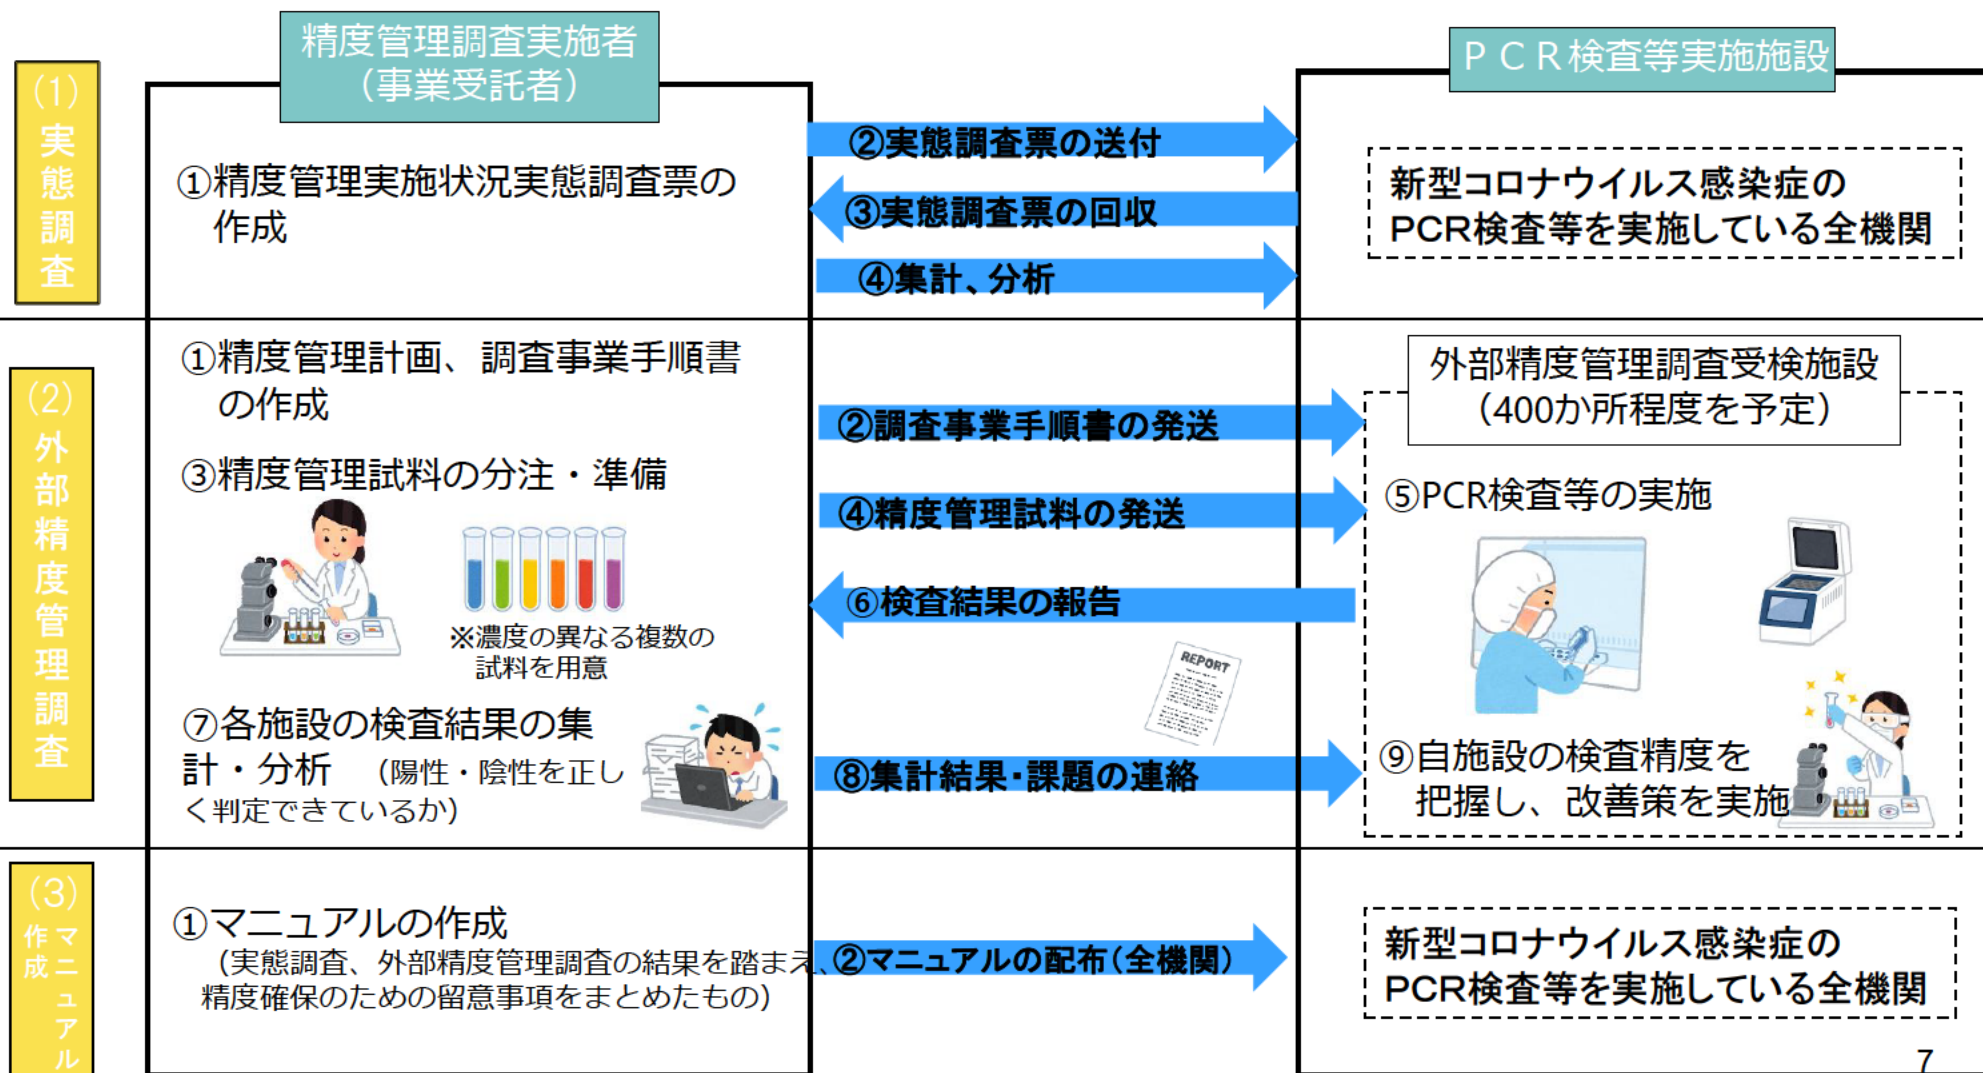 精度管理調査実施者
（事業受託者）
ＰＣＲ検査等実施施設
(1)
実態調査
①精度管理実施状況実態調査票の
作成
②実態調査票の送付
③実態調査票の回収
④集計、分析
新型コロナウイルス感染症の
PCR検査等を実施している全機関
(2)
外部精度管理調査
①精度管理計画、調査事業手順書
の作成
②調査事業手順書の発送
外部精度管理調査受検施設
（400か所程度を予定）
③精度管理試料の分注・準備
④精度管理試料の発送
⑤PCR検査等の実施
※濃度の異なる複数の
試料を用意
⑥検査結果の報告
REPORT
⑦各施設の検査結果の集
計・分析　（陽性・陰性を正し
く判定できているか）
⑧集計結果・課題の連絡
⑨自施設の検査精度を
把握し、改善策を実施
(3)
マニュアル
作成
①マニュアルの作成
（実態調査、外部精度管理調査の結果を踏まえ、
精度確保のための留意事項をまとめたもの）
②マニュアルの配布（全機関）
新型コロナウイルス感染症の
PCR検査等を実施している全機関
7